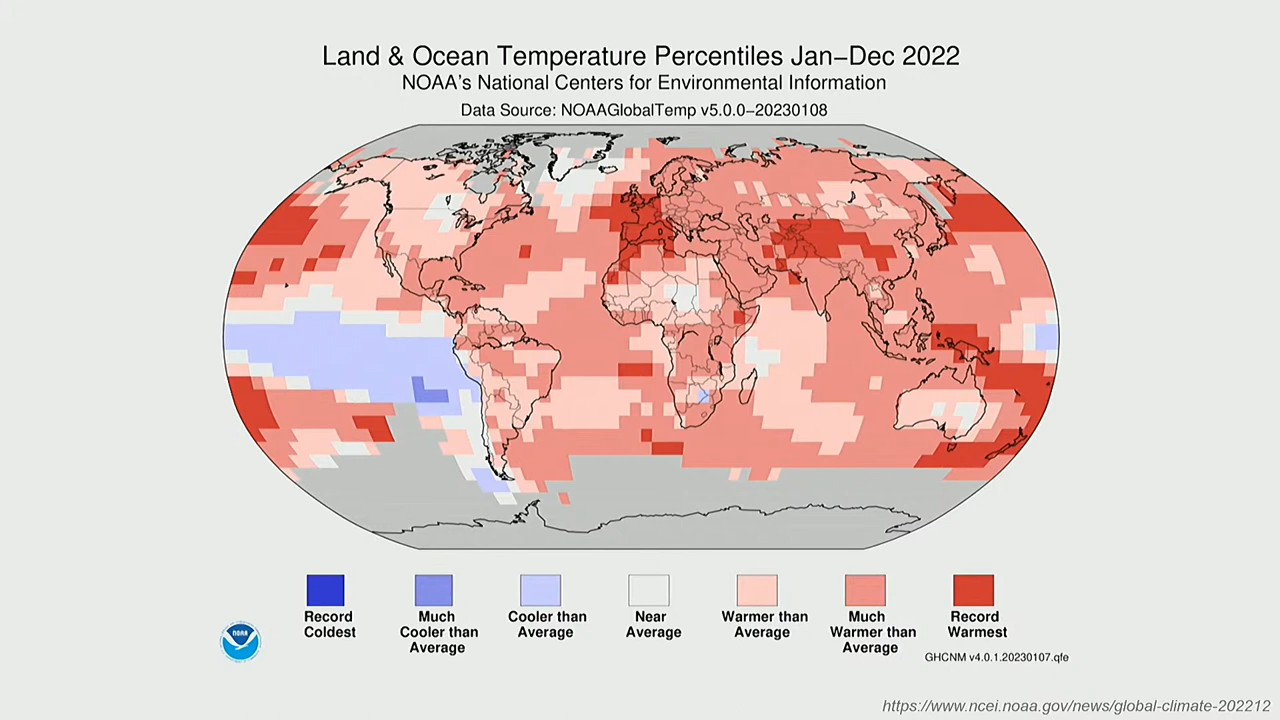 Land & Ocean Temperature Percentiles Jan–Dec 2022
NOAA's National Centers for Environmental Information
Data Source: NOAAGlobalTemp v5.0.0–20230108
Record
Coldest
Much
Cooler than
Average
Cooler than
Average
Near
Average
Warmer than
Average
Much
Warmer than
Average
Record
Warmest
NOAA
GHCNM v4.0.1.20230107.qfe
https://www.ncei.noaa.gov/news/global-climate-202212